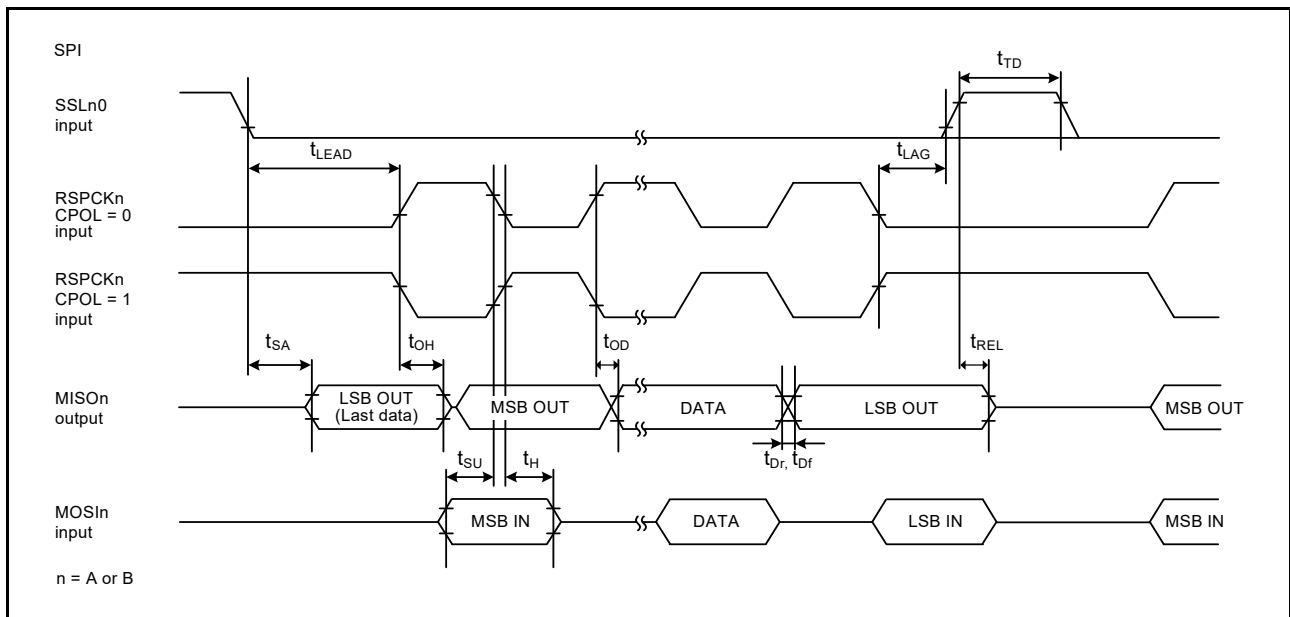 SPI
SSLn0
input
tTD
tLEAD
tLAG
RSPCKn
CPOL = 0
input
RSPCKn
CPOL = 1
input
tSA
tOH
tOD
tREL
MISOn
output
LSB OUT
(Last data)
MSB OUT
DATA
LSB OUT
MSB OUT
tSU
tH
tDr, tDf
MOSIn
input
MSB IN
DATA
LSB IN
MSB IN
n = A or B